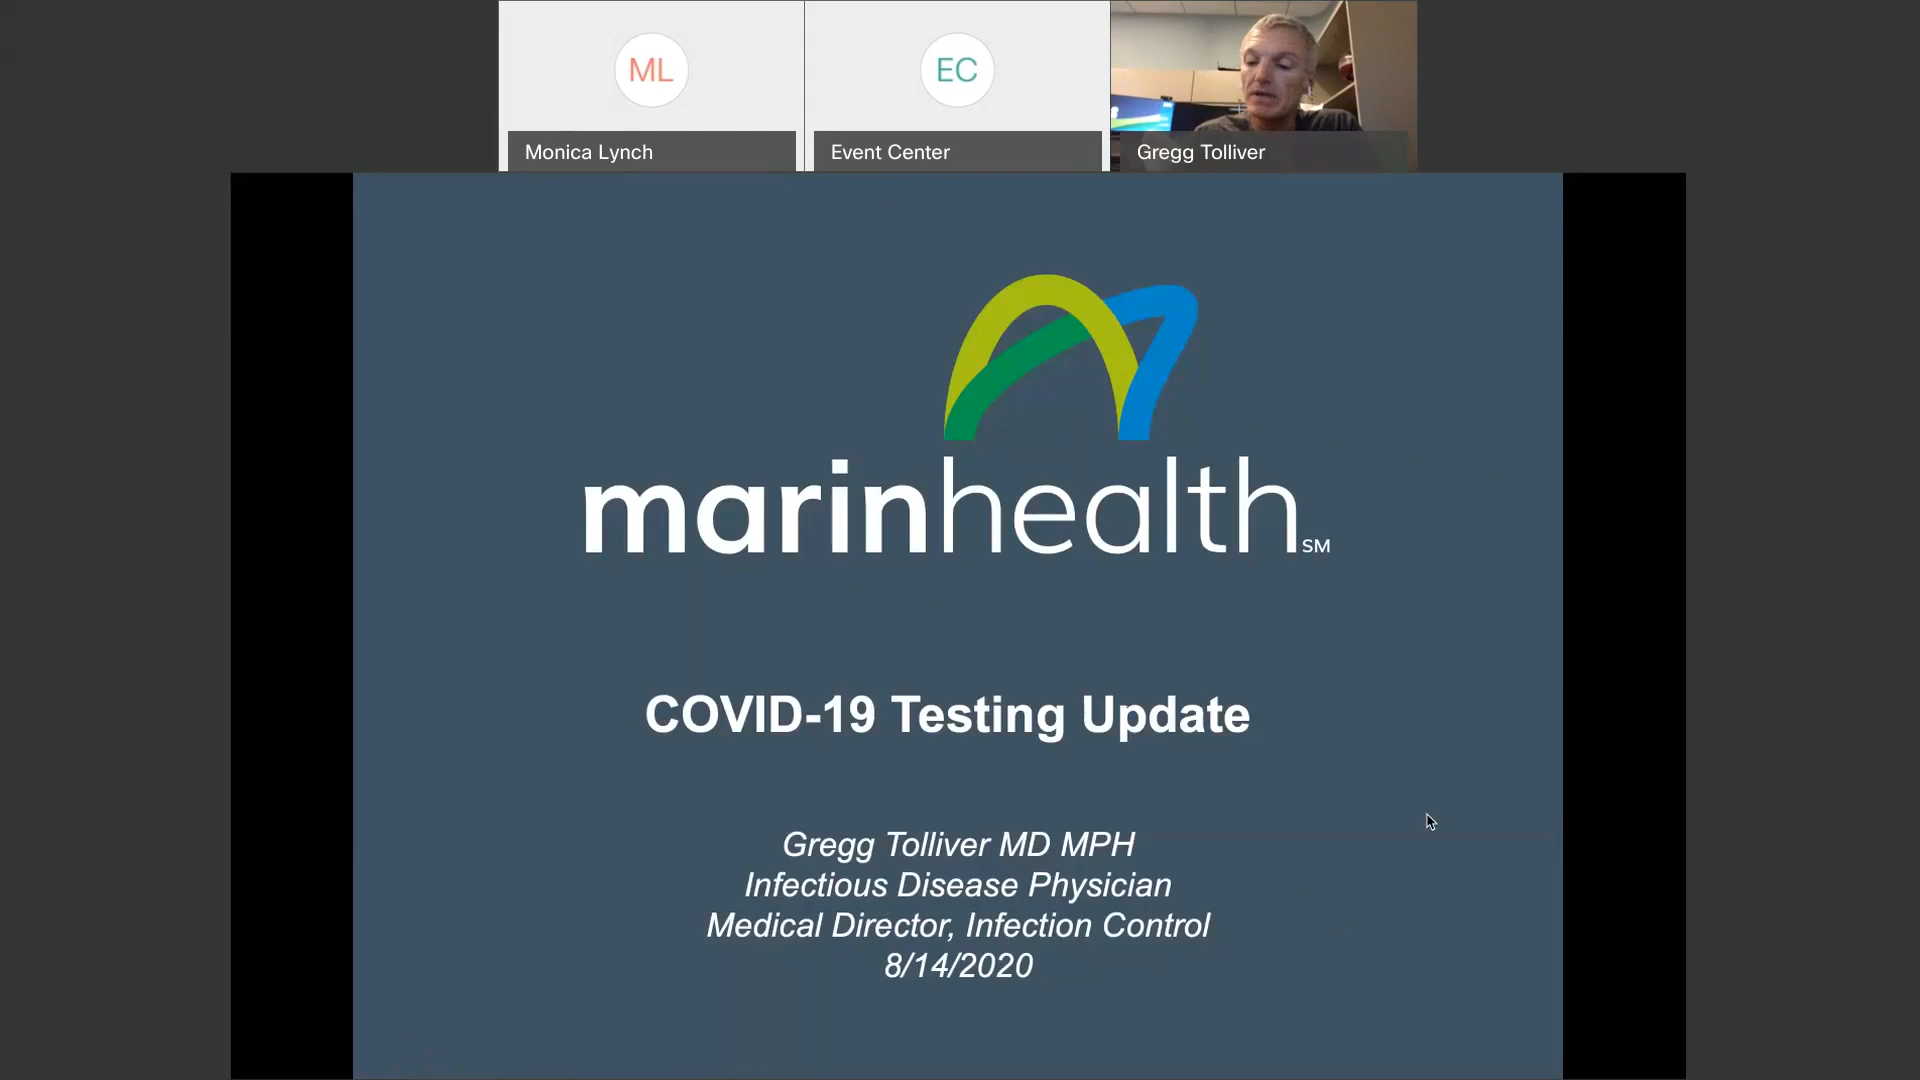 ML
EC
Monica Lynch
Event Center
Gregg Tolliver
marinhealth SM
COVID-19 Testing Update
Gregg Tolliver MD MPH
Infectious Disease Physician
Medical Director, Infection Control
8/14/2020